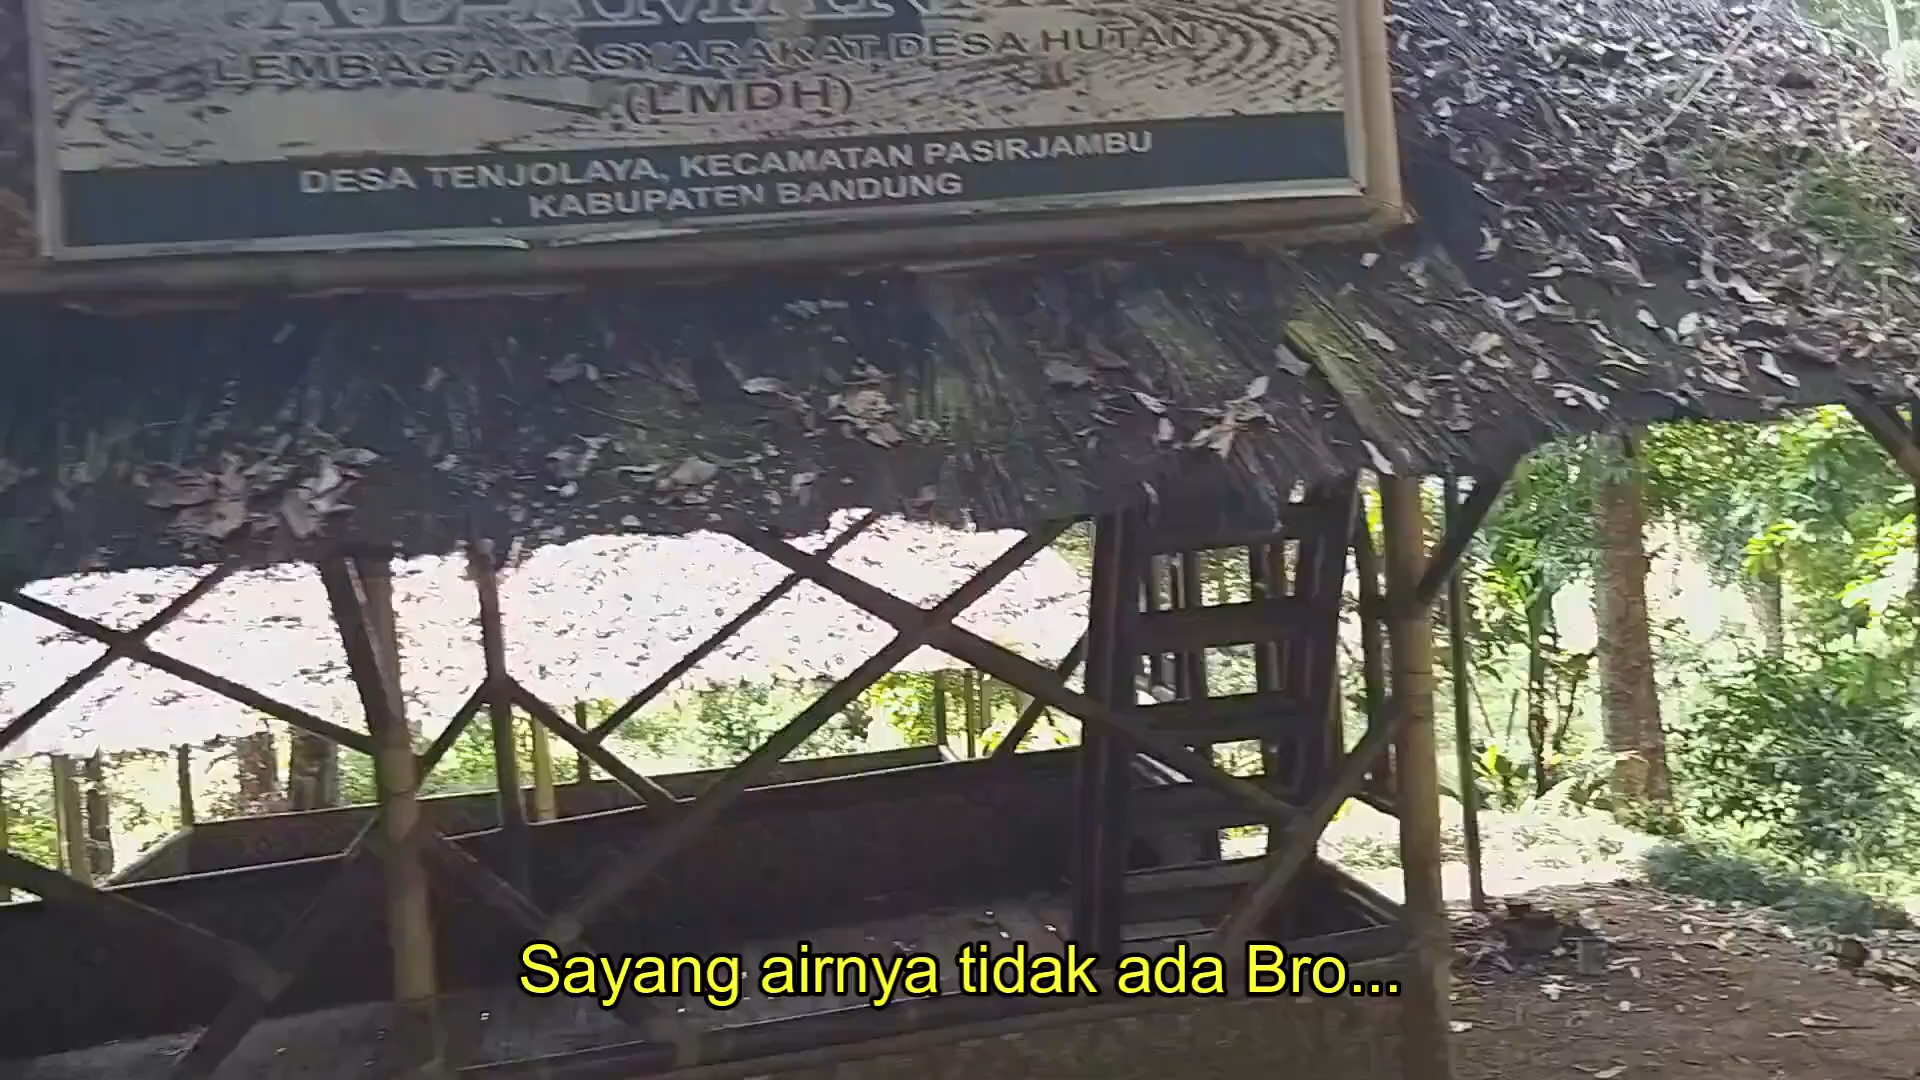 LEMBAGA MASYARAKAT DESA HUTAN
(LMDH)
DESA TENJOLAYA, KECAMATAN PASIRJAMBU
KABUPATEN BANDUNG
Sayang airnya tidak ada Bro...